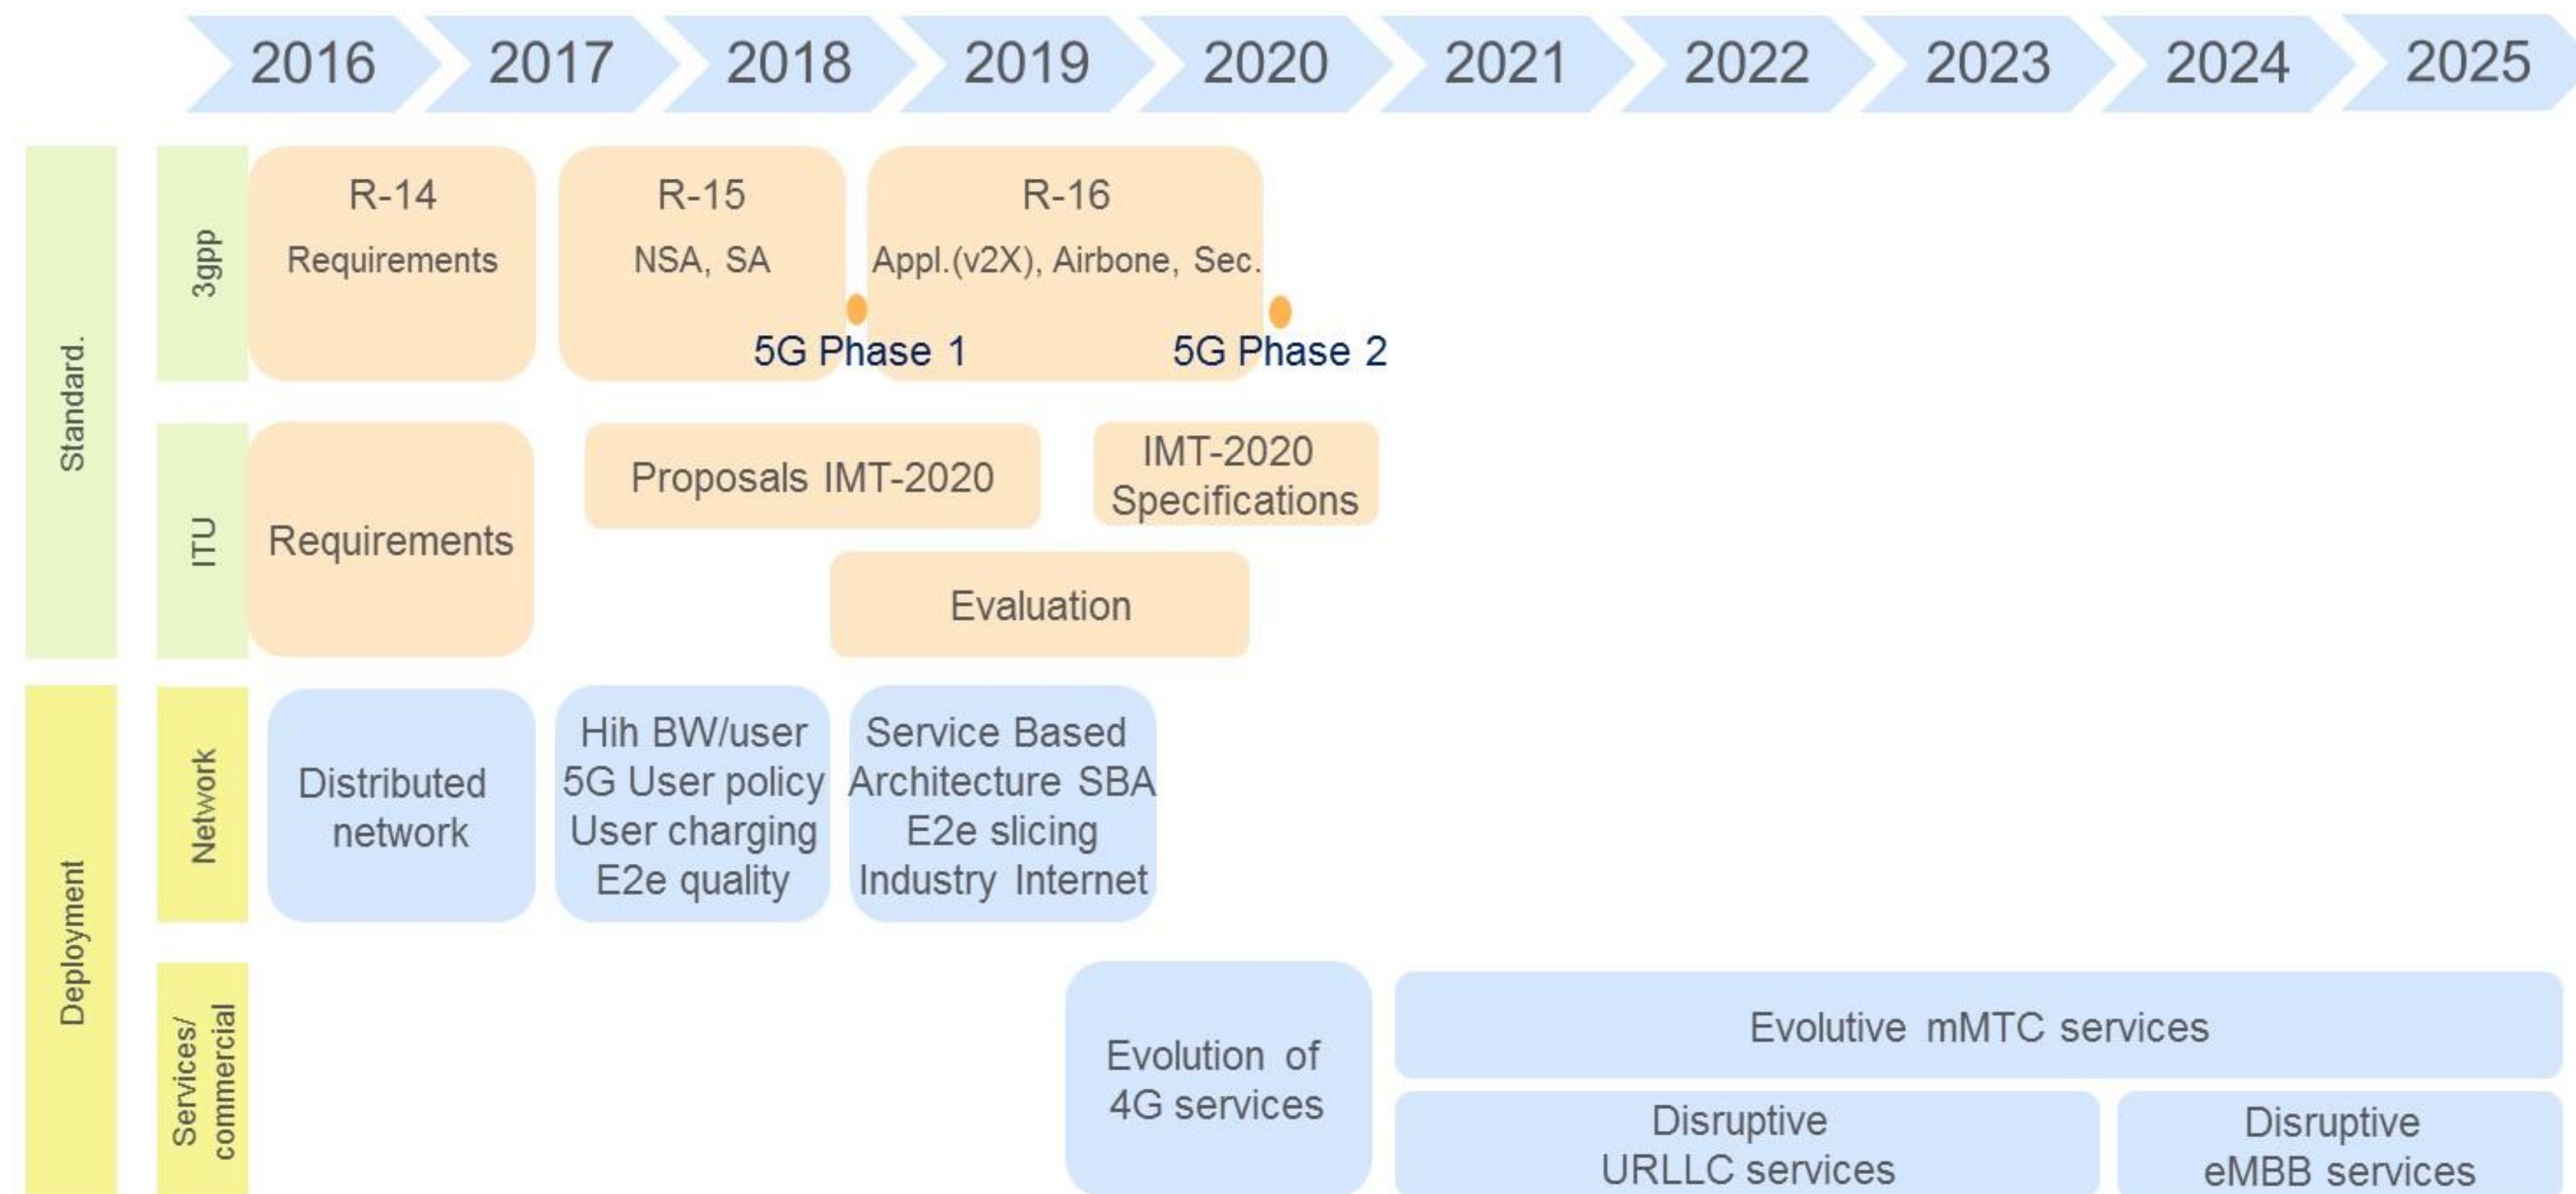 2016 2017 2018 2019 2020 2021 2022 2023 2024 2025
Standard.
3gpp
R-14
Requirements
R-15
NSA, SA
R-16
Appl.(v2X), Airbone, Sec.
5G Phase 1
5G Phase 2
ITU
Requirements
Proposals IMT-2020
IMT-2020
Specifications
Evaluation
Deployment
Network
Distributed
network
Hih BW/user
5G User policy
User charging
E2e quality
Service Based
Architecture SBA
E2e slicing
Industry Internet
Services/
commercial
Evolution of
4G services
Evolutive mMTC services
Disruptive
URLLC services
Disruptive
eMBB services